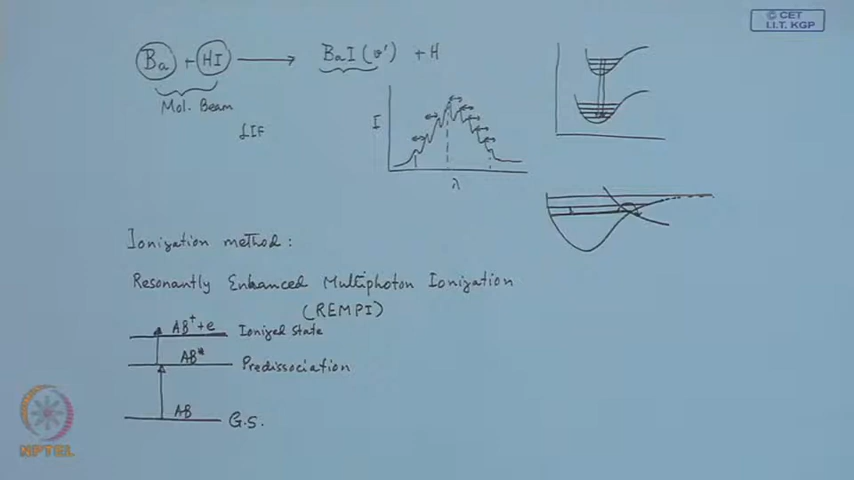 © CET
I.I.T. KGP
Ba + HI → BaI (v') + H
Mol. Beam
LIF
I
λ
Ionization method:
Resonantly Enhanced Multiphoton Ionization
(REMPI)
AB⁺+e Ionized state
AB* Predissociation
AB G.S.
NPTEL